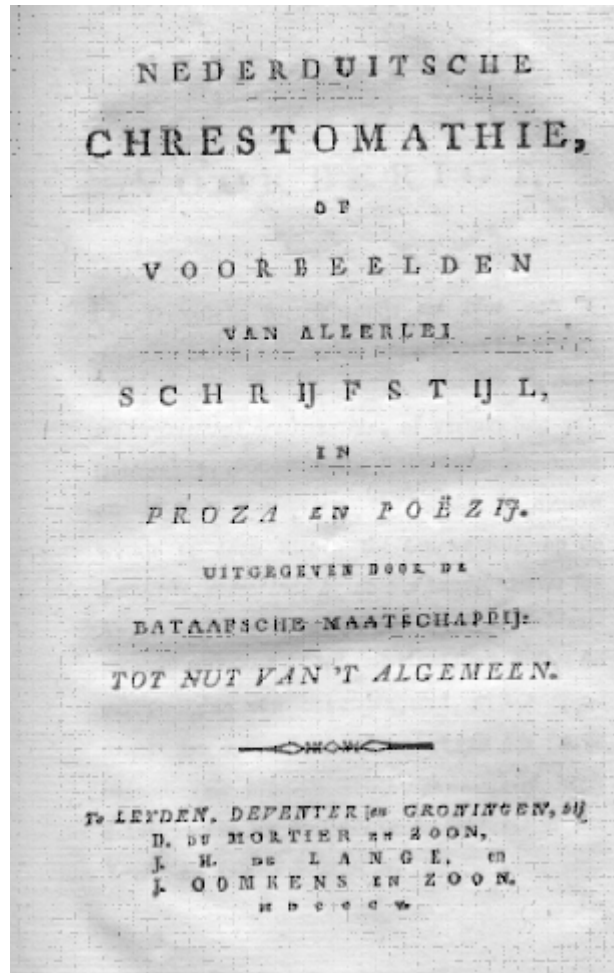 NEDERDUITSCHE
CHRESTOMATHIE,
OF
VOORBEELDEN
VAN ALLERLEI
SCHRIJFSTIJL,
IN
PROZA EN POËZIJ.
UITGEGEVEN DOOR DE
BATAAFSCHE MAATSCHAPPIJ:
TOT NUT VAN 'T ALGEMEEN.
Te LEYDEN, DEVENTER en GRONINGEN, bij
D. DU MORTIER EN ZOON,
J. H. DE LANGE, en
J. OOMKENS EN ZOON.
MDCCCV.